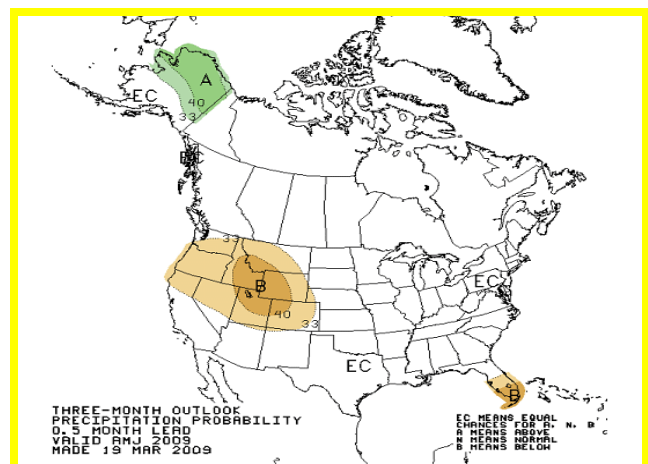 A
EC
40
33
EC
33
B
EC
40
33
EC
B
THREE-MONTH OUTLOOK
PRECIPITATION PROBABILITY
0.5 MONTH LEAD
VALID AMJ 2009
MADE 19 MAR 2009
EC MEANS EQUAL
CHANCES FOR A, N, B
A MEANS ABOVE
N MEANS NORMAL
B MEANS BELOW